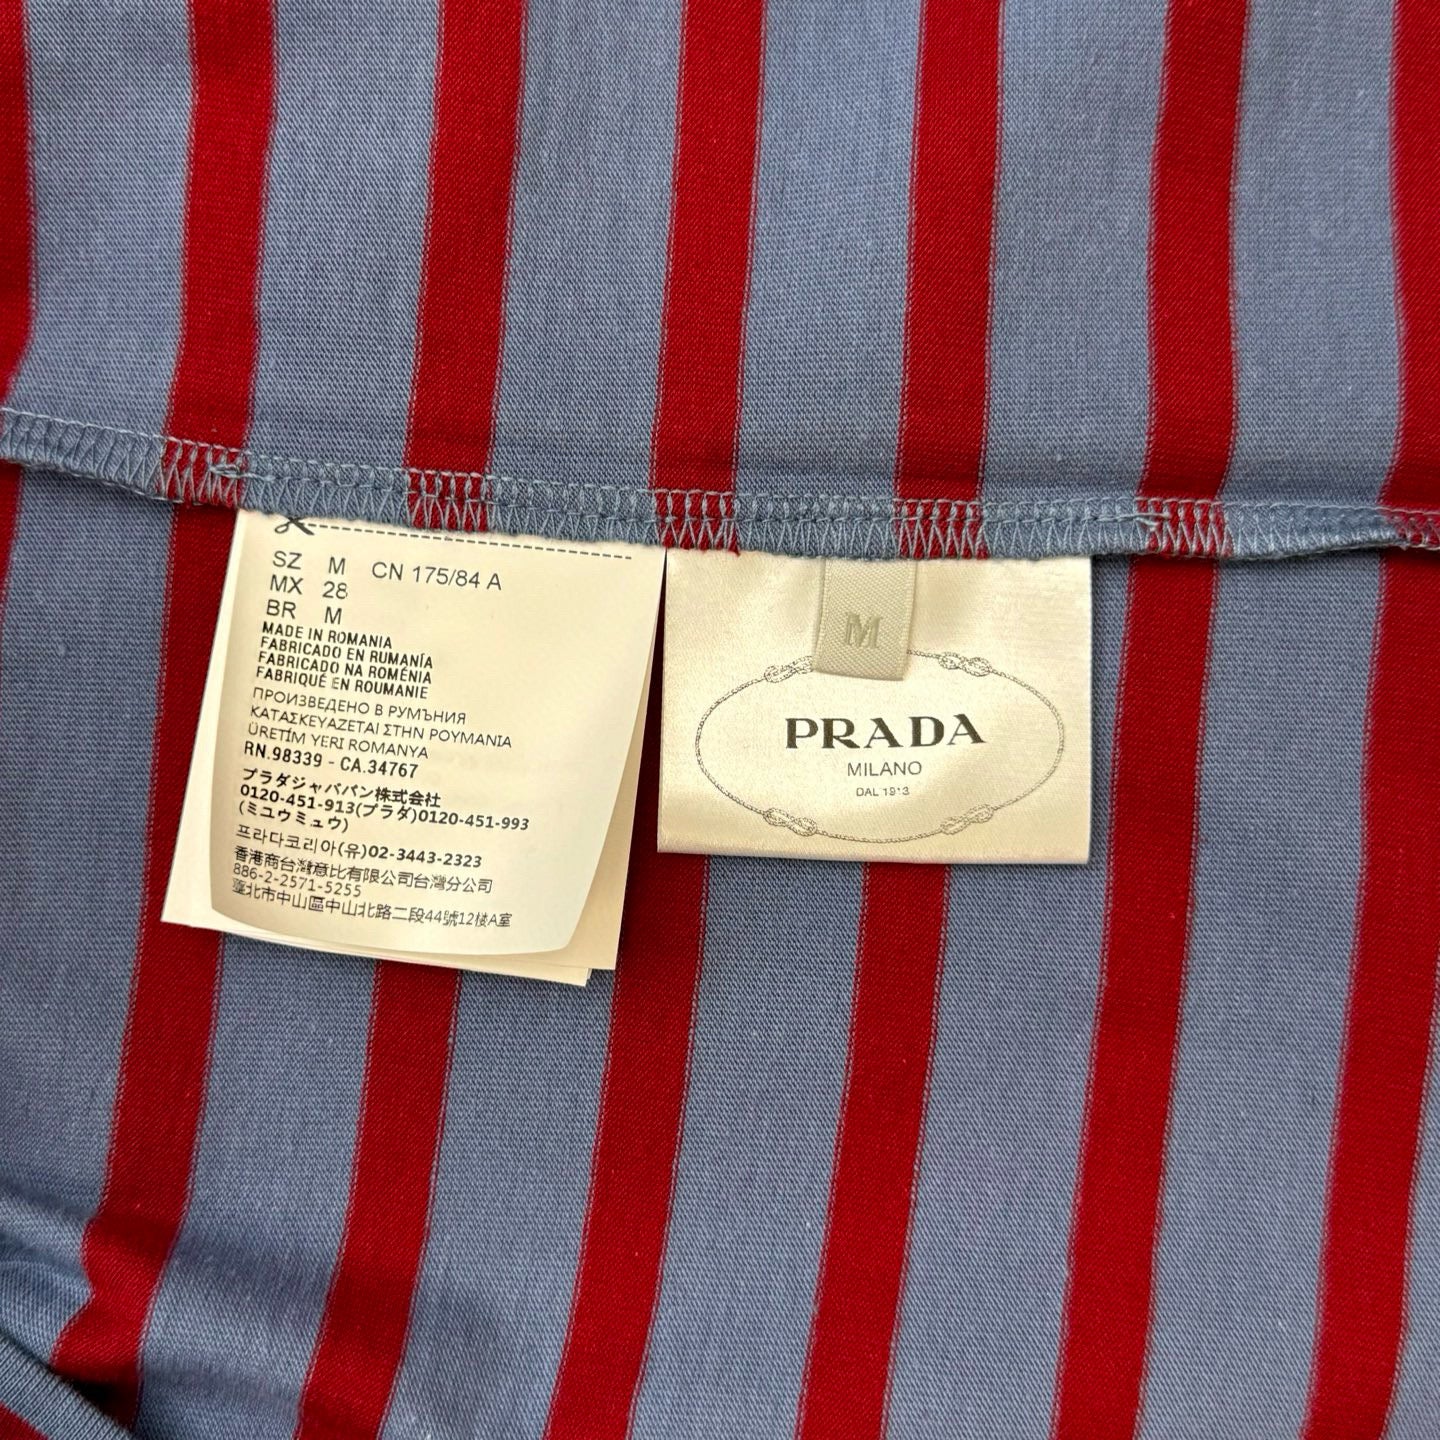 SZ M CN 175/84 A
MX 28
BR M
MADE IN ROMANIA
FABRICADO EN RUMANÍA
FABRICADO NA ROMÉNIA
FABRIQUÉ EN ROUMANIE
ПРОИЗВЕДЕНО В РУМЪНИЯ
ΚΑΤΑΣΚΕΥΑΖΕΤΑΙ ΣΤΗΝ ΡΟΥΜΑΝΙΑ
ÜRETİM YERİ ROMANYA
RN.98339 - CA.34767
プラダジャパン株式会社
0120-451-913(プラダ)0120-451-993
(ミユウミュウ)
프라다코리아(유)02-3443-2323
香港商台灣意比有限公司台灣分公司
886-2-2571-5255
臺北市中山區中山北路二段44號12樓A室
M
PRADA
MILANO
DAL 1913